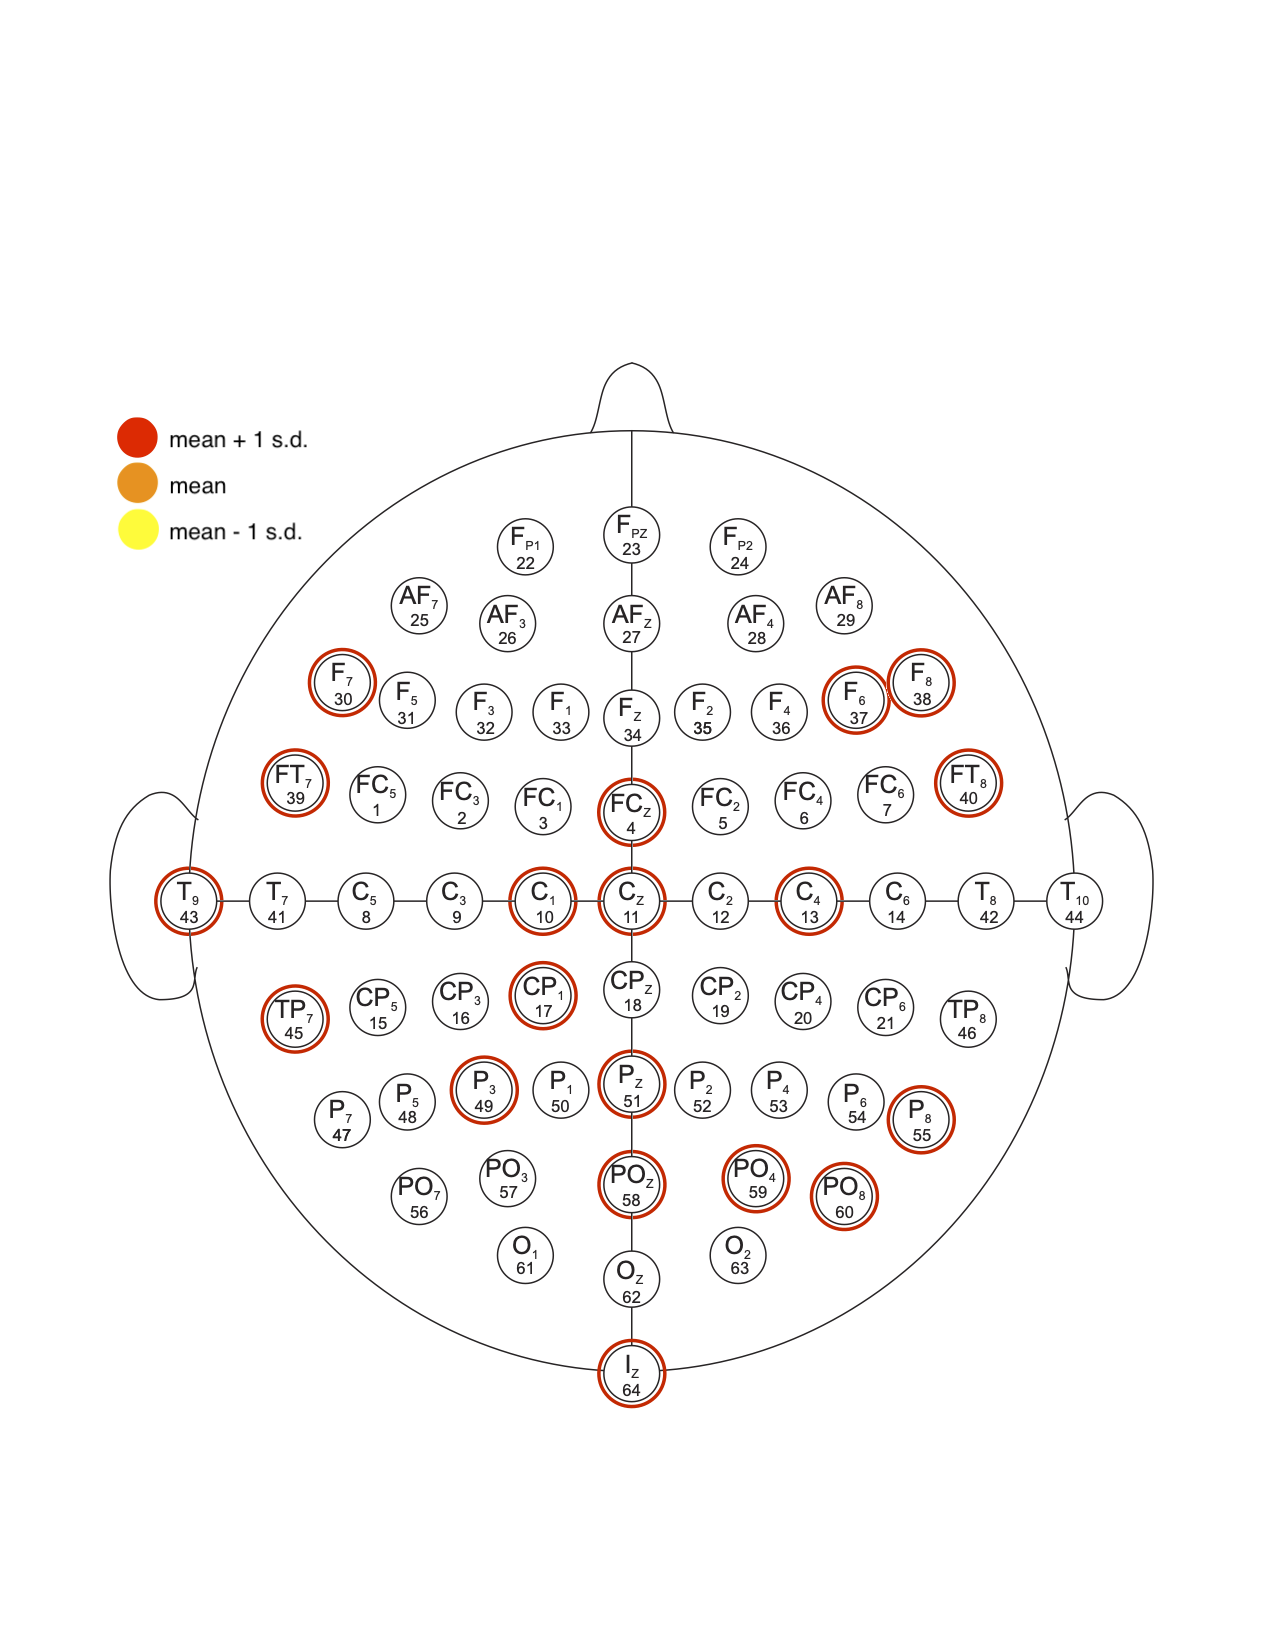 mean + 1 s.d.
mean
mean - 1 s.d.
FP1 FPZ FP2
22 23 24
AF7 AF3 AFZ AF4 AF8
25 26 27 28 29
F7 F5 F3 F1 FZ F2 F4 F6 F8
30 31 32 33 34 35 36 37 38
FT7 FC5 FC3 FC1 FCZ FC2 FC4 FC6 FT8
39 1 2 3 4 5 6 7 40
T9 T7 C5 C3 C1 CZ C2 C4 C6 T8 T10
43 41 8 9 10 11 12 13 14 42 44
TP7 CP5 CP3 CP1 CPZ CP2 CP4 CP6 TP8
45 15 16 17 18 19 20 21 46
P7 P5 P3 P1 PZ P2 P4 P6 P8
47 48 49 50 51 52 53 54 55
PO7 PO3 POZ PO4 PO8
56 57 58 59 60
O1 OZ O2
61 62 63
IZ
64